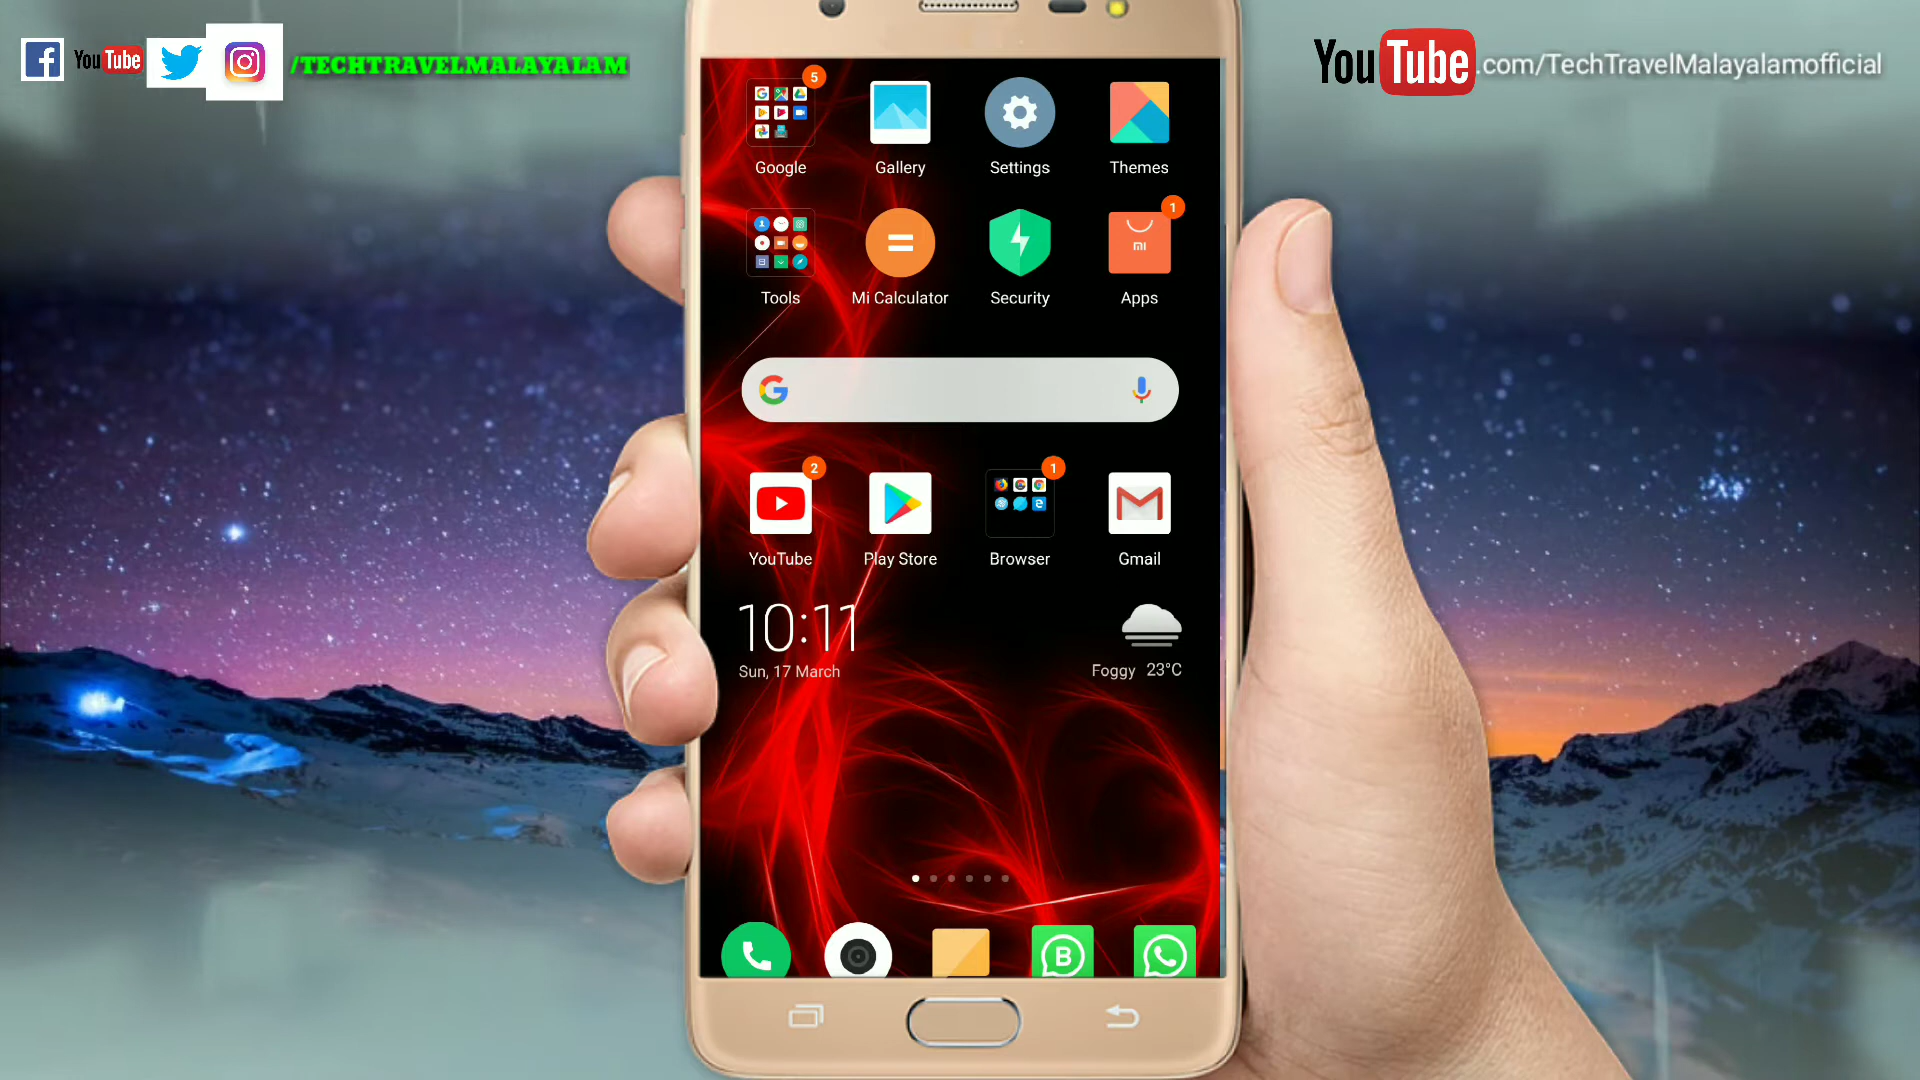 YouTube /TECHTRAVELMALAYALAM
YouTube .com/TechTravelMalayalamofficial
5
Google Gallery Settings Themes
1
mi
Tools Mi Calculator Security Apps
2 1
YouTube Play Store Browser Gmail
10:11
Sun, 17 March Foggy 23°C
B